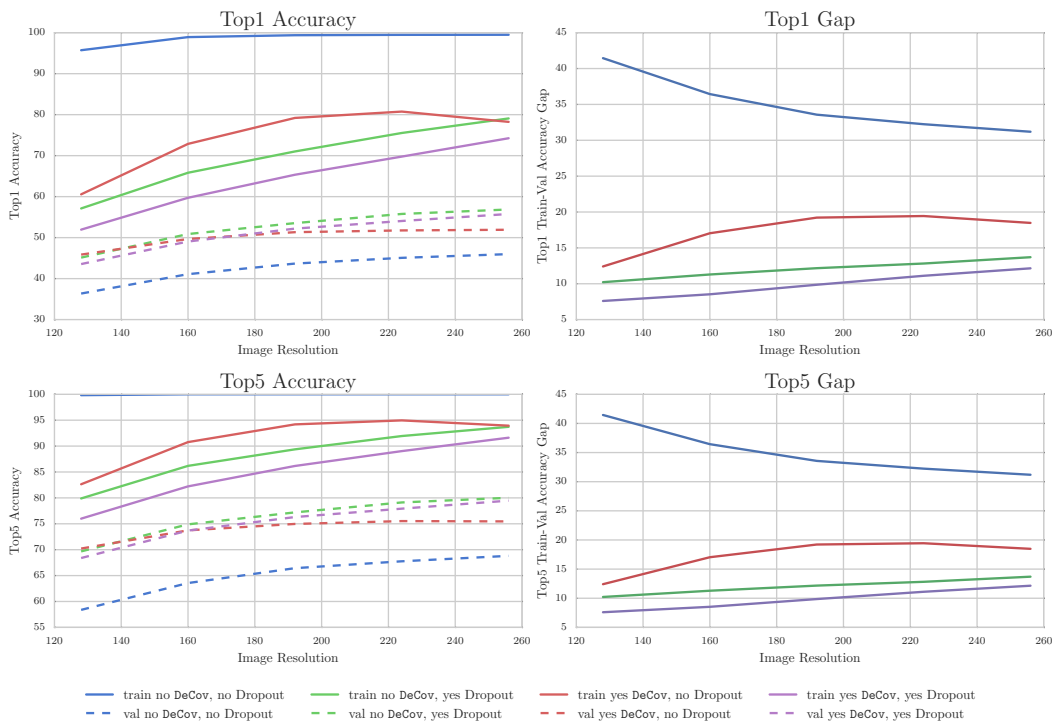 Top1 Accuracy
100
90
80
70
60
50
40
30
Top1 Accuracy
120 140 160 180 200 220 240 260
Image Resolution
Top1 Gap
45
40
35
30
25
20
15
10
5
Top1 Train-Val Accuracy Gap
120 140 160 180 200 220 240 260
Image Resolution
Top5 Accuracy
100
95
90
85
80
75
70
65
60
55
Top5 Accuracy
120 140 160 180 200 220 240 260
Image Resolution
Top5 Gap
45
40
35
30
25
20
15
10
5
Top5 Train-Val Accuracy Gap
120 140 160 180 200 220 240 260
Image Resolution
train no DeCov, no Dropout train no DeCov, yes Dropout train yes DeCov, no Dropout train yes DeCov, yes Dropout
val no DeCov, no Dropout val no DeCov, yes Dropout val yes DeCov, no Dropout val yes DeCov, yes Dropout